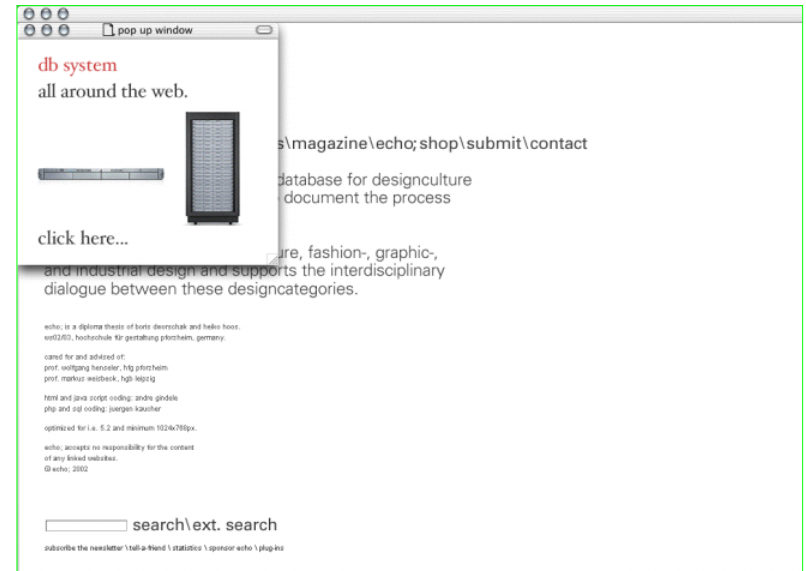 pop up window
db system
all around the web.
click here...
s\magazine\echo; shop\submit\contact
database for designculture
document the process
ure, fashion-, graphic-,
and industrial design and supports the interdisciplinary
dialogue between these designcategories.
echo; is a diploma thesis of boris dworschak and heiko hoos.
ws02/03, hochschule für gestaltung pforzheim, germany.
cared for and advised of:
prof. wolfgang henseler, hfg pforzheim
prof. markus weisbeck, hgb leipzig
html and java script coding: andre gindele
php and sql coding: juergen kaucher
optimized for i.e. 5.2 and minimum 1024x768px.
echo; accepts no responsibility for the content
of any linked websites.
© echo; 2002
search\ext. search
subscribe the newsletter \ tell-a-friend \ statistics \ sponsor echo \ plug-ins